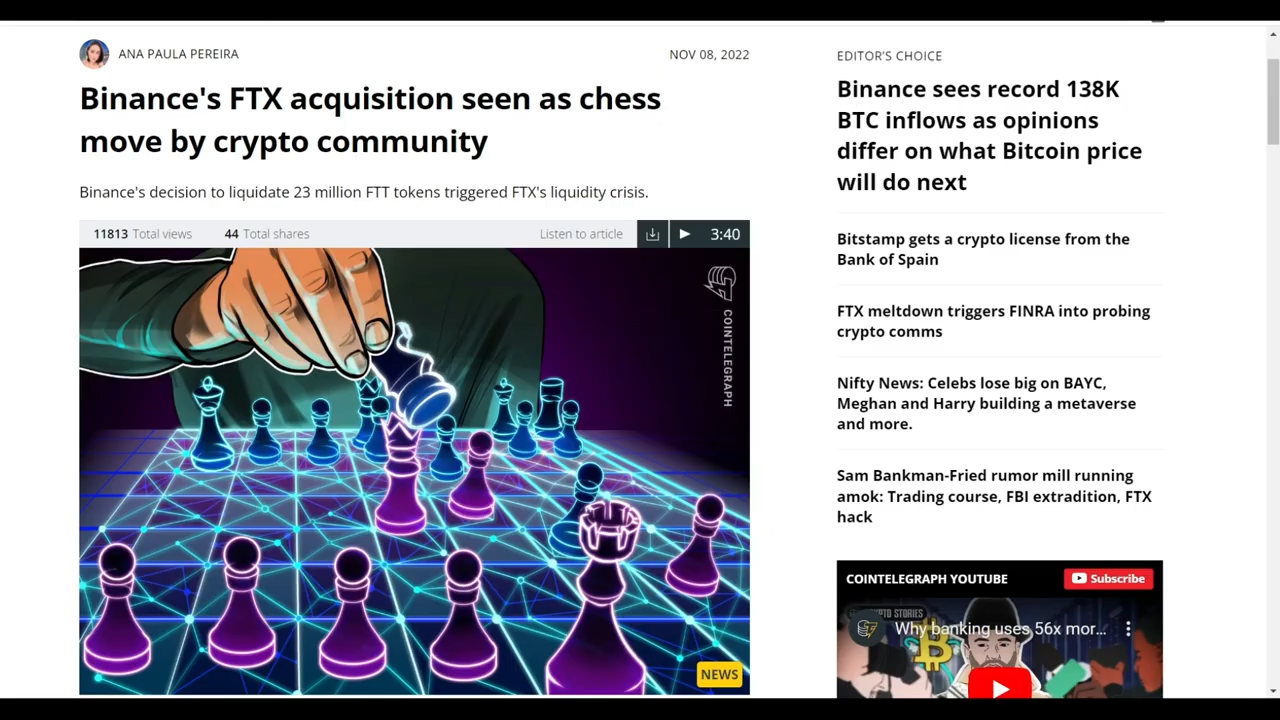 ANA PAULA PEREIRA
NOV 08, 2022
Binance's FTX acquisition seen as chess
move by crypto community
Binance's decision to liquidate 23 million FTT tokens triggered FTX's liquidity crisis.
11813 Total views
44 Total shares
Listen to article
3:40
COINTELEGRAPH
NEWS
EDITOR'S CHOICE
Binance sees record 138K
BTC inflows as opinions
differ on what Bitcoin price
will do next
Bitstamp gets a crypto license from the
Bank of Spain
FTX meltdown triggers FINRA into probing
crypto comms
Nifty News: Celebs lose big on BAYC,
Meghan and Harry building a metaverse
and more.
Sam Bankman-Fried rumor mill running
amok: Trading course, FBI extradition, FTX
hack
COINTELEGRAPH YOUTUBE
Subscribe
STORIES
Why banking uses 56x mor...